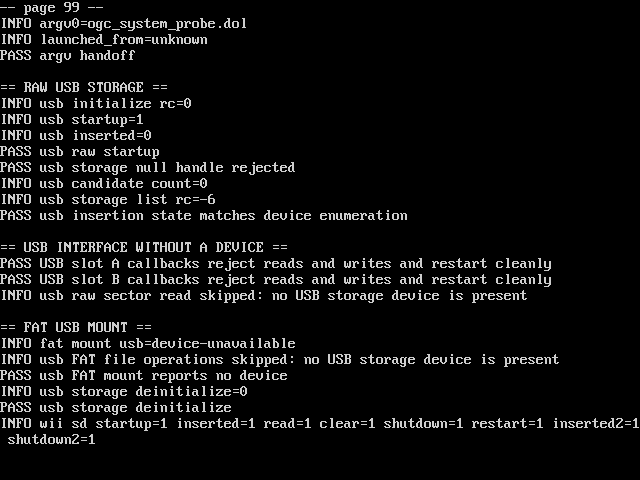 -- page 99 --
INFO argv0=ogc_system_probe.dol
INFO launched_from=unknown
PASS argv handoff
== RAW USB STORAGE ==
INFO usb initialize rc=0
INFO usb startup=1
INFO usb inserted=0
PASS usb raw startup
PASS usb storage null handle rejected
INFO usb candidate count=0
INFO usb storage list rc=-6
PASS usb insertion state matches device enumeration
== USB INTERFACE WITHOUT A DEVICE ==
PASS USB slot A callbacks reject reads and writes and restart cleanly
PASS USB slot B callbacks reject reads and writes and restart cleanly
INFO usb raw sector read skipped: no USB storage device is present
== FAT USB MOUNT ==
INFO fat mount usb=device-unavailable
INFO usb FAT file operations skipped: no USB storage device is present
PASS usb FAT mount reports no device
INFO usb storage deinitialize=0
PASS usb storage deinitialize
INFO wii sd startup=1 inserted=1 read=1 clear=1 shutdown=1 restart=1 inserted2=1
shutdown2=1